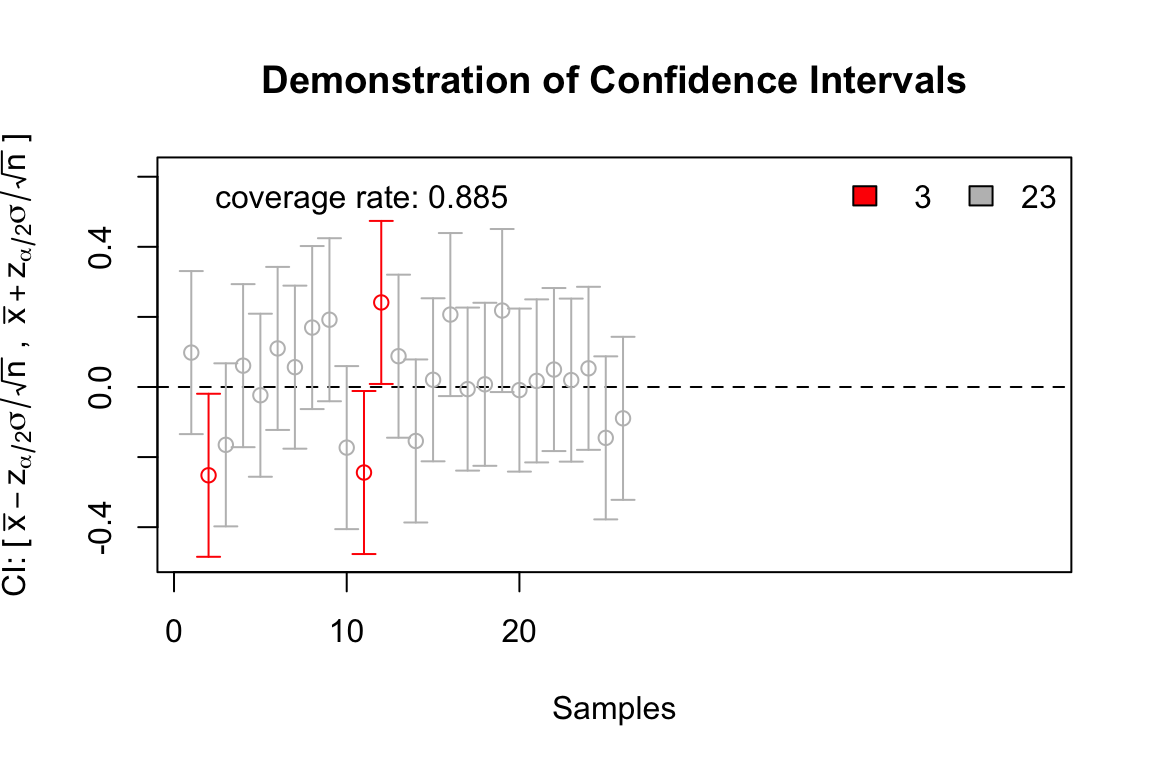 Demonstration of Confidence Intervals
CI: [ x̅ − zα/2σ/√n , x̅ + zα/2σ/√n ]
coverage rate: 0.885
3
23
0.4
0.0
-0.4
0
10
20
Samples